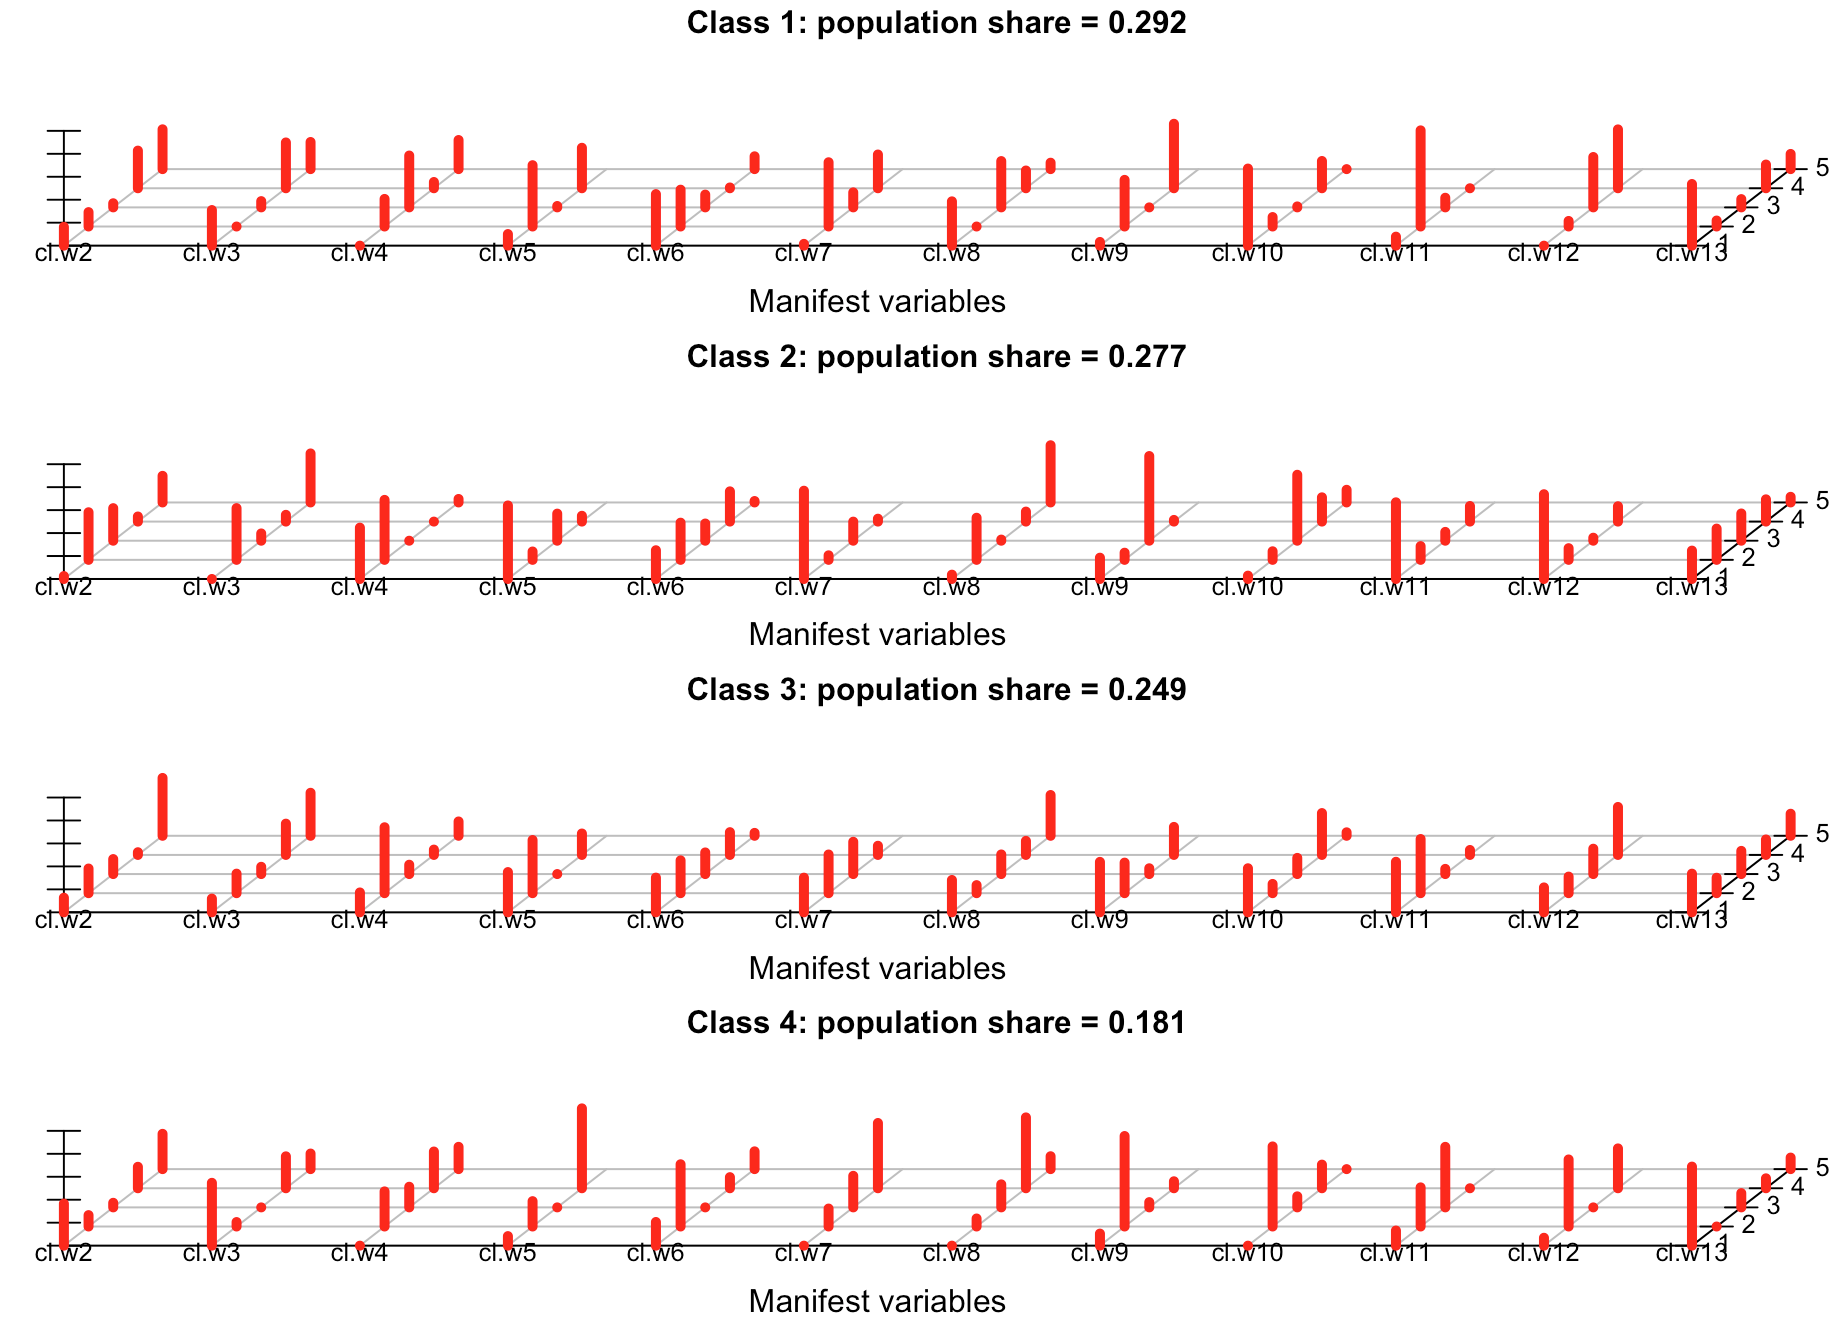 Class 1: population share = 0.292
5
4
3
2
1
cl.w2 cl.w3 cl.w4 cl.w5 cl.w6 cl.w7 cl.w8 cl.w9 cl.w10 cl.w11 cl.w12 cl.w13
Manifest variables
Class 2: population share = 0.277
5
4
3
2
1
cl.w2 cl.w3 cl.w4 cl.w5 cl.w6 cl.w7 cl.w8 cl.w9 cl.w10 cl.w11 cl.w12 cl.w13
Manifest variables
Class 3: population share = 0.249
5
4
3
2
1
cl.w2 cl.w3 cl.w4 cl.w5 cl.w6 cl.w7 cl.w8 cl.w9 cl.w10 cl.w11 cl.w12 cl.w13
Manifest variables
Class 4: population share = 0.181
5
4
3
2
1
cl.w2 cl.w3 cl.w4 cl.w5 cl.w6 cl.w7 cl.w8 cl.w9 cl.w10 cl.w11 cl.w12 cl.w13
Manifest variables